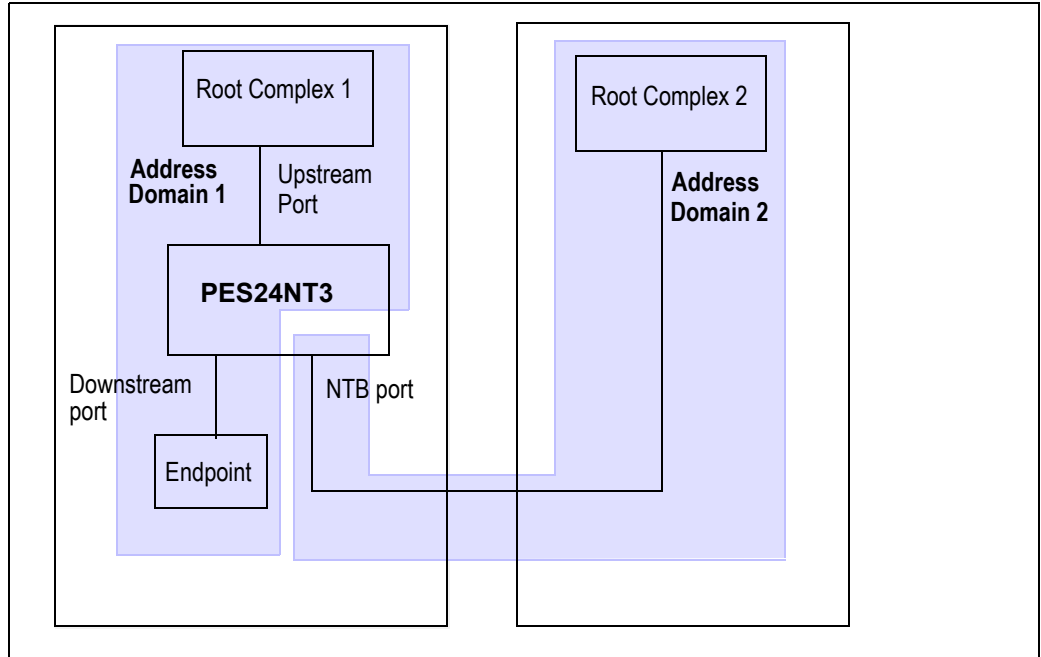 Root Complex 1
Root Complex 2
Address
Domain 1
Upstream
Port
Address
Domain 2
PES24NT3
Downstream
port
NTB port
Endpoint